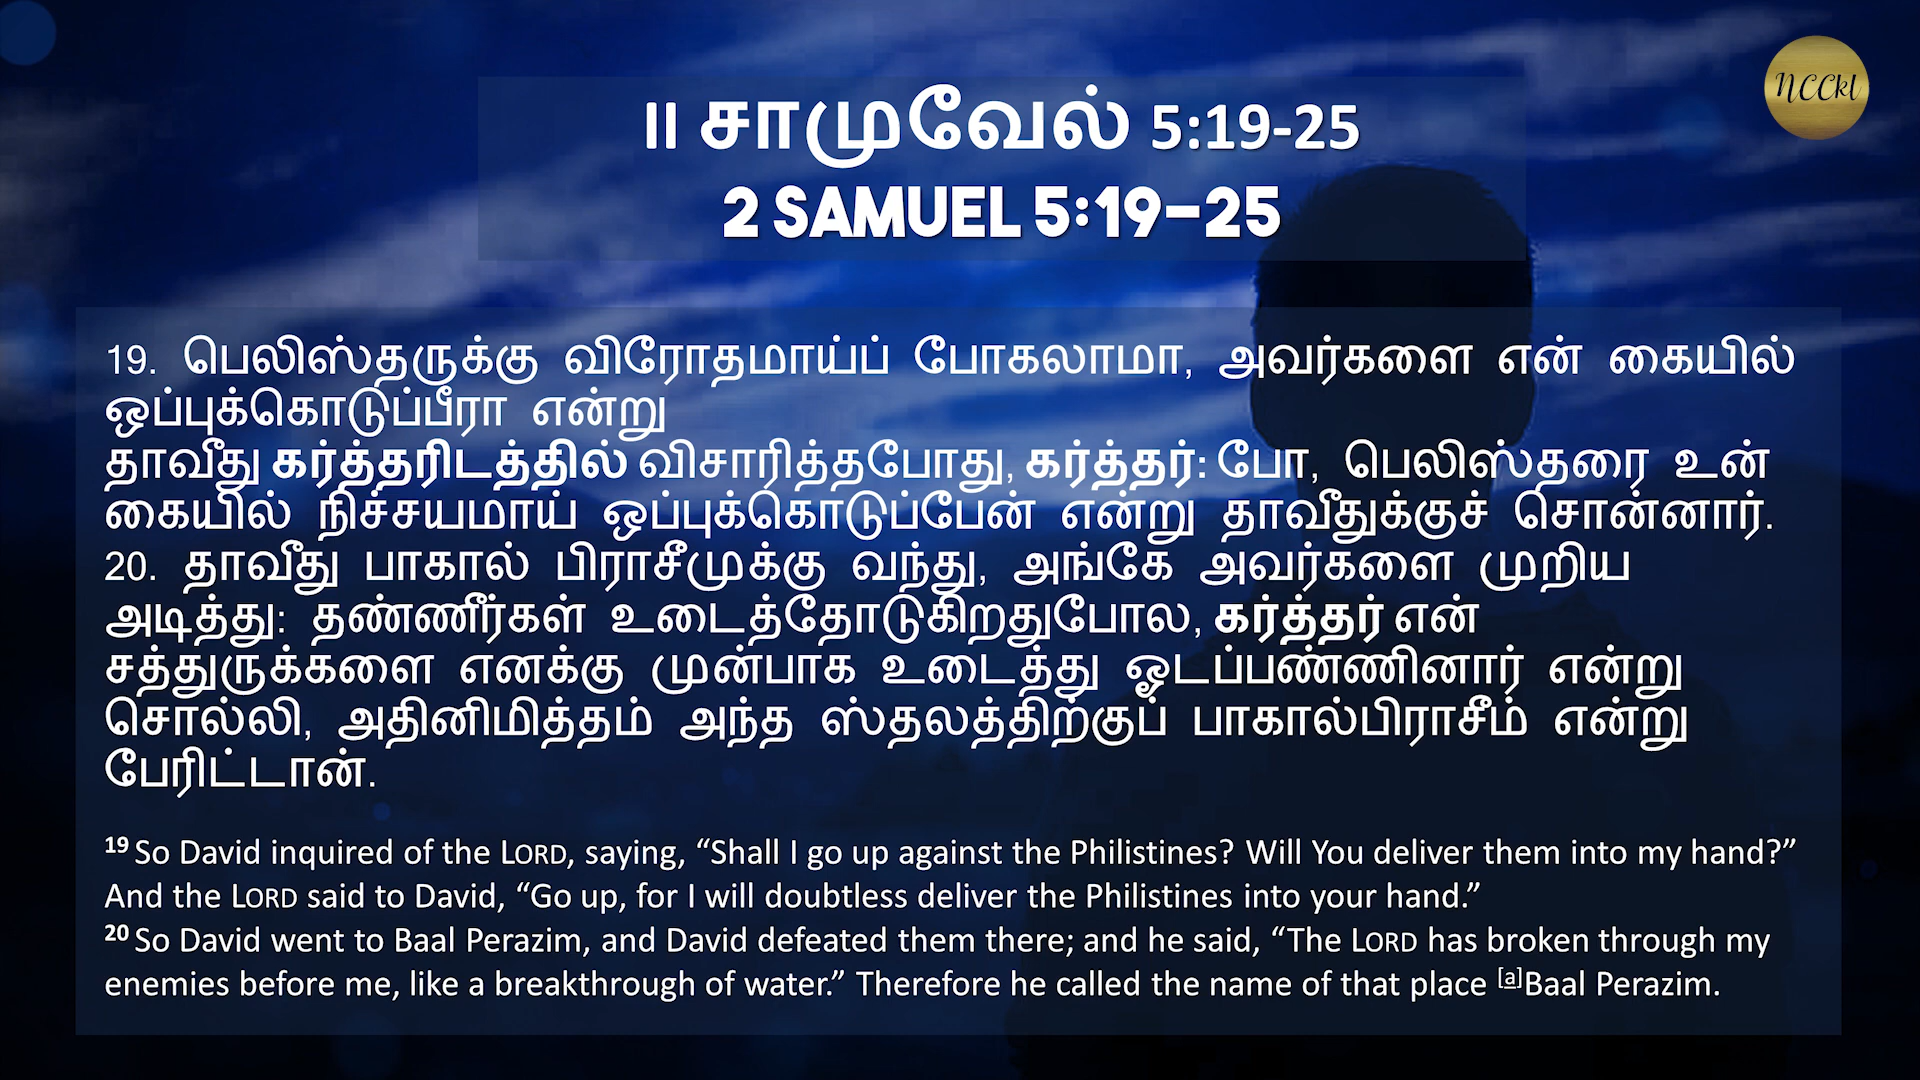 II சாமுவேல் 5:19-25
2 SAMUEL 5:19-25
NCCkl
19. பெலிஸ்தருக்கு விரோதமாய்ப் போகலாமா, அவர்களை என் கையில்
ஒப்புக்கொடுப்பீரா என்று
தாவீது கர்த்தரிடத்தில் விசாரித்தபோது, கர்த்தர்: போ, பெலிஸ்தரை உன்
கையில் நிச்சயமாய் ஒப்புக்கொடுப்பேன் என்று தாவீதுக்குச் சொன்னார்.
20. தாவீது பாகால் பிராசீமுக்கு வந்து, அங்கே அவர்களை முறிய
அடித்து: தண்ணீர்கள் உடைத்தோடுகிறதுபோல, கர்த்தர் என்
சத்துருக்களை எனக்கு முன்பாக உடைத்து ஓடப்பண்ணினார் என்று
சொல்லி, அதினிமித்தம் அந்த ஸ்தலத்திற்குப் பாகால்பிராசீம் என்று
பேரிட்டான்.
19 So David inquired of the LORD, saying, “Shall I go up against the Philistines? Will You deliver them into my hand?”
And the LORD said to David, “Go up, for I will doubtless deliver the Philistines into your hand.”
20 So David went to Baal Perazim, and David defeated them there; and he said, “The LORD has broken through my
enemies before me, like a breakthrough of water.” Therefore he called the name of that place [a]Baal Perazim.